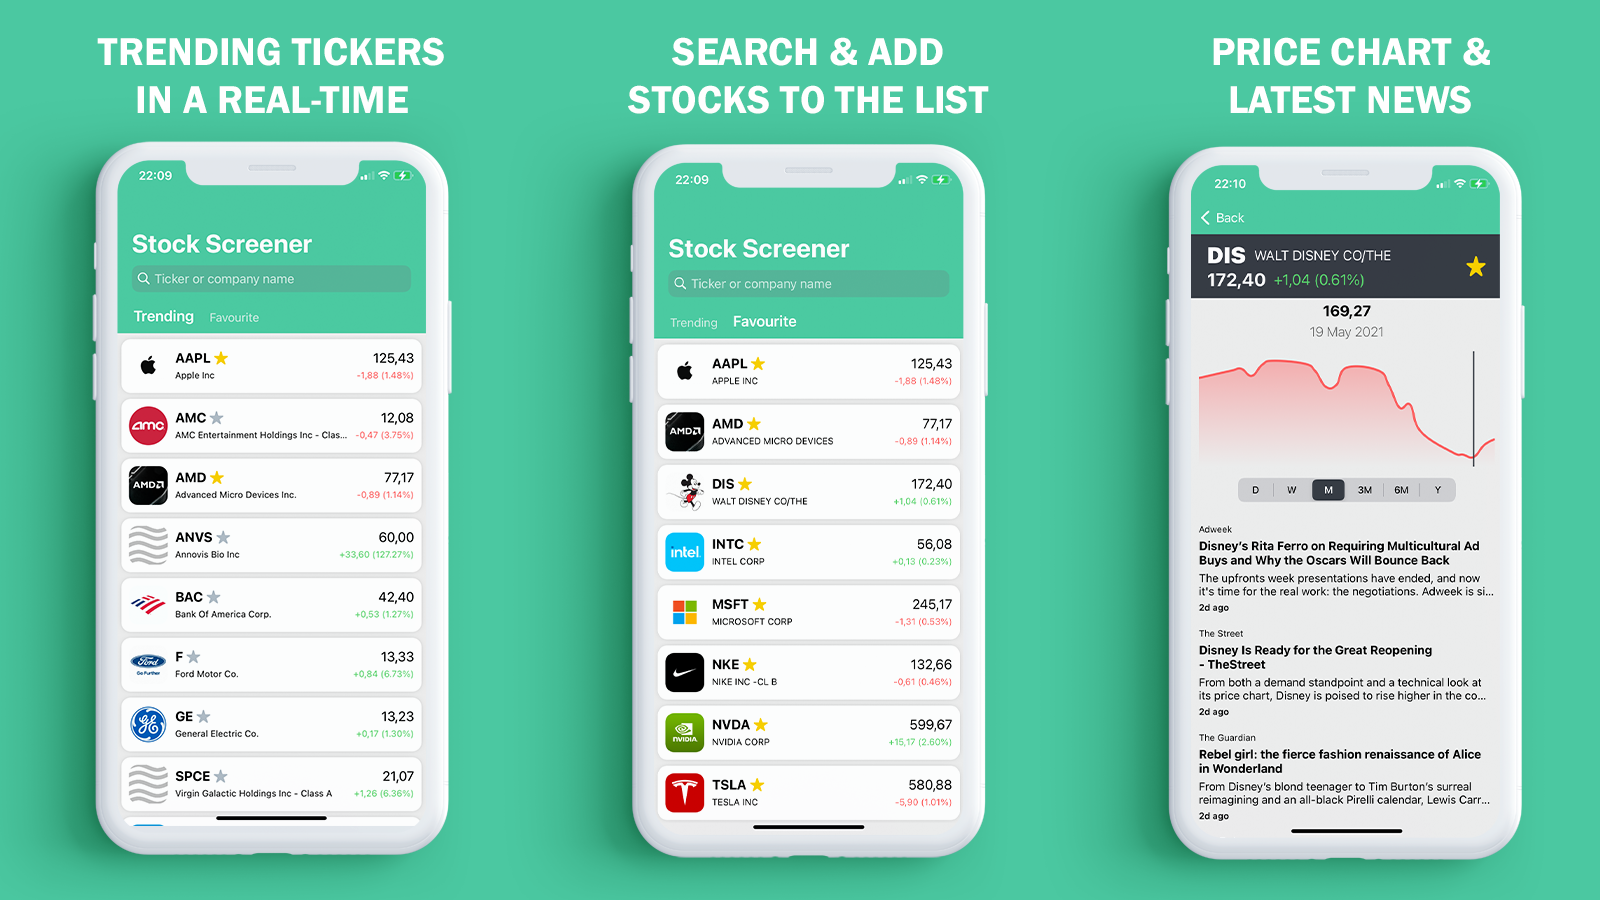 TRENDING TICKERS
IN A REAL-TIME
22:09
Stock Screener
Ticker or company name
Trending Favourite
AAPL 125,43
Apple Inc -1,88 (1.48%)
amc
AMC 12,08
AMC Entertainment Holdings Inc - Clas... -0,47 (3.75%)
AMD
AMD 77,17
Advanced Micro Devices Inc. -0,89 (1.14%)
ANVS 60,00
Annovis Bio Inc +33,60 (127.27%)
BAC 42,40
Bank Of America Corp. +0,53 (1.27%)
Ford
Go Further
F 13,33
Ford Motor Co. +0,84 (6.73%)
GE
GE 13,23
General Electric Co. +0,17 (1.30%)
SPCE 21,07
Virgin Galactic Holdings Inc - Class A +1,26 (6.36%)
SEARCH & ADD
STOCKS TO THE LIST
22:09
Stock Screener
Ticker or company name
Trending Favourite
AAPL 125,43
APPLE INC -1,88 (1.48%)
AMD
AMD 77,17
ADVANCED MICRO DEVICES -0,89 (1.14%)
DIS 172,40
WALT DISNEY CO/THE +1,04 (0.61%)
intel
INTC 56,08
INTEL CORP +0,13 (0.23%)
MSFT 245,17
MICROSOFT CORP -1,31 (0.53%)
NKE 132,66
NIKE INC -CL B -0,61 (0.46%)
NVIDIA
NVDA 599,67
NVIDIA CORP +15,17 (2.60%)
TSLA 580,88
TESLA INC -5,90 (1.01%)
PRICE CHART &
LATEST NEWS
22:10
Back
DIS WALT DISNEY CO/THE
172,40 +1,04 (0.61%)
169,27
19 May 2021
D W M 3M 6M Y
Adweek
Disney's Rita Ferro on Requiring Multicultural Ad
Buys and Why the Oscars Will Bounce Back
The upfronts week presentations have ended, and now
it's time for the real work: the negotiations. Adweek is si...
2d ago
The Street
Disney Is Ready for the Great Reopening
- TheStreet
From both a demand standpoint and a technical look at
its price chart, Disney is poised to rise higher in the co...
2d ago
The Guardian
Rebel girl: the fierce fashion renaissance of Alice
in Wonderland
From Disney's blond teenager to Tim Burton's surreal
reimagining and an all-black Pirelli calendar, Lewis Carr...
2d ago